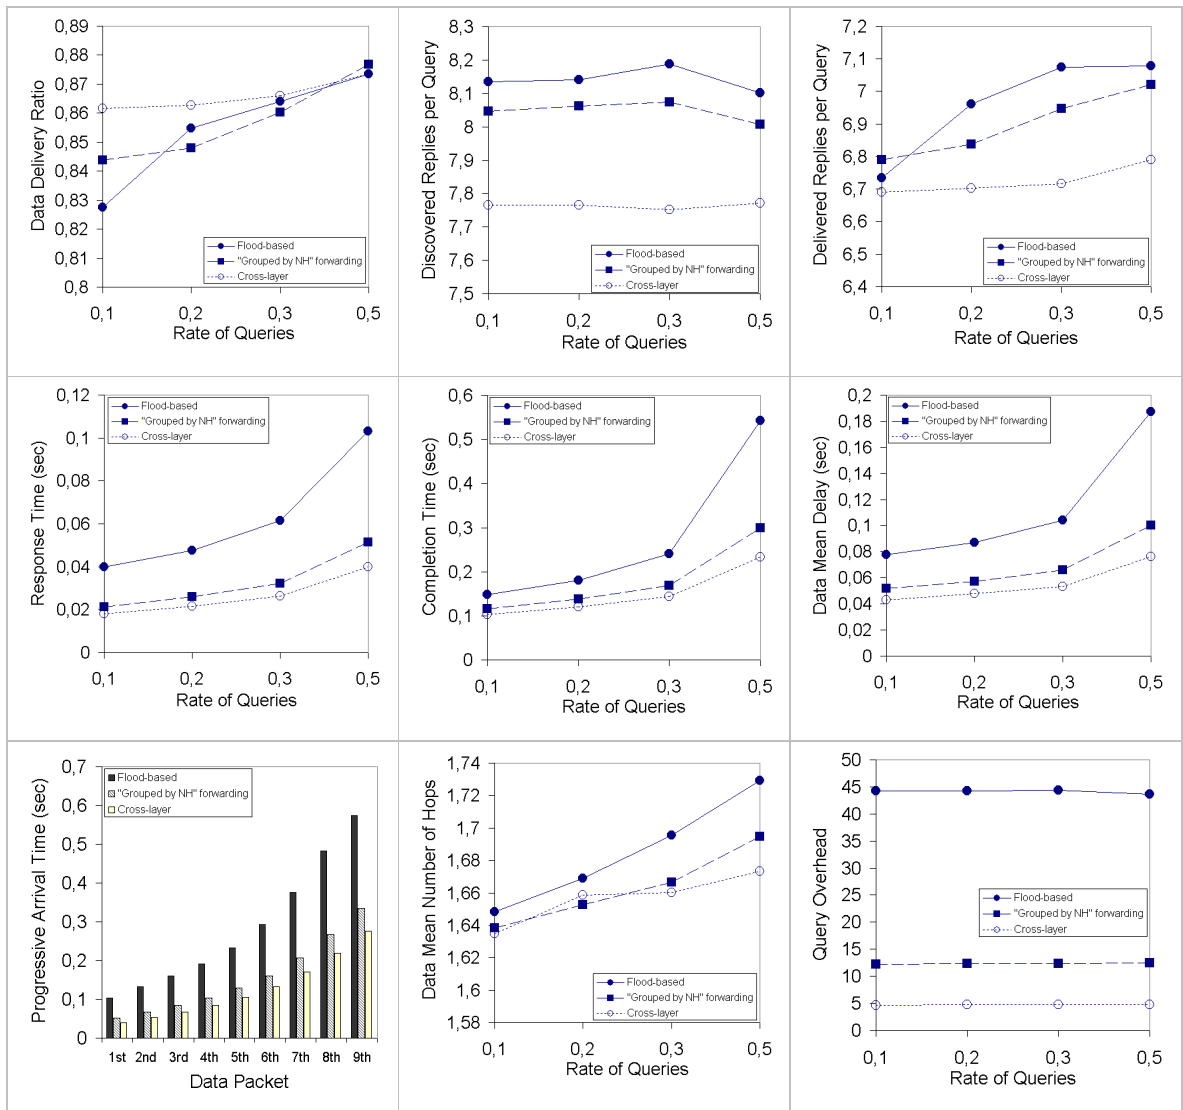 0,89
0,88
0,87
0,86
0,85
0,84
0,83
0,82
0,81
0,8
Data Delivery Ratio
Flood-based
"Grouped by NH" forwarding
Cross-layer
0,1 0,2 0,3 0,5
Rate of Queries
8,3
8,2
8,1
8
7,9
7,8
7,7
7,6
7,5
Discovered Replies per Query
Flood-based
"Grouped by NH" forwarding
Cross-layer
0,1 0,2 0,3 0,5
Rate of Queries
7,2
7,1
7
6,9
6,8
6,7
6,6
6,5
6,4
Delivered Replies per Query
Flood-based
"Grouped by NH" forwarding
Cross-layer
0,1 0,2 0,3 0,5
Rate of Queries
0,12
0,1
0,08
0,06
0,04
0,02
0
Response Time (sec)
Flood-based
"Grouped by NH" forwarding
Cross-layer
0,1 0,2 0,3 0,5
Rate of Queries
0,6
0,5
0,4
0,3
0,2
0,1
0
Completion Time (sec)
Flood-based
"Grouped by NH" forwarding
Cross-layer
0,1 0,2 0,3 0,5
Rate of Queries
0,2
0,18
0,16
0,14
0,12
0,1
0,08
0,06
0,04
0,02
0
Data Mean Delay (sec)
Flood-based
"Grouped by NH" forwarding
Cross-layer
0,1 0,2 0,3 0,5
Rate of Queries
0,7
0,6
0,5
0,4
0,3
0,2
0,1
0
Progressive Arrival Time (sec)
Flood-based
"Grouped by NH" forwarding
Cross-layer
1st 2nd 3rd 4th 5th 6th 7th 8th 9th
Data Packet
1,74
1,72
1,7
1,68
1,66
1,64
1,62
1,6
1,58
Data Mean Number of Hops
Flood-based
"Grouped by NH" forwarding
Cross-layer
0,1 0,2 0,3 0,5
Rate of Queries
50
45
40
35
30
25
20
15
10
5
0
Query Overhead
Flood-based
"Grouped by NH" forwarding
Cross-layer
0,1 0,2 0,3 0,5
Rate of Queries